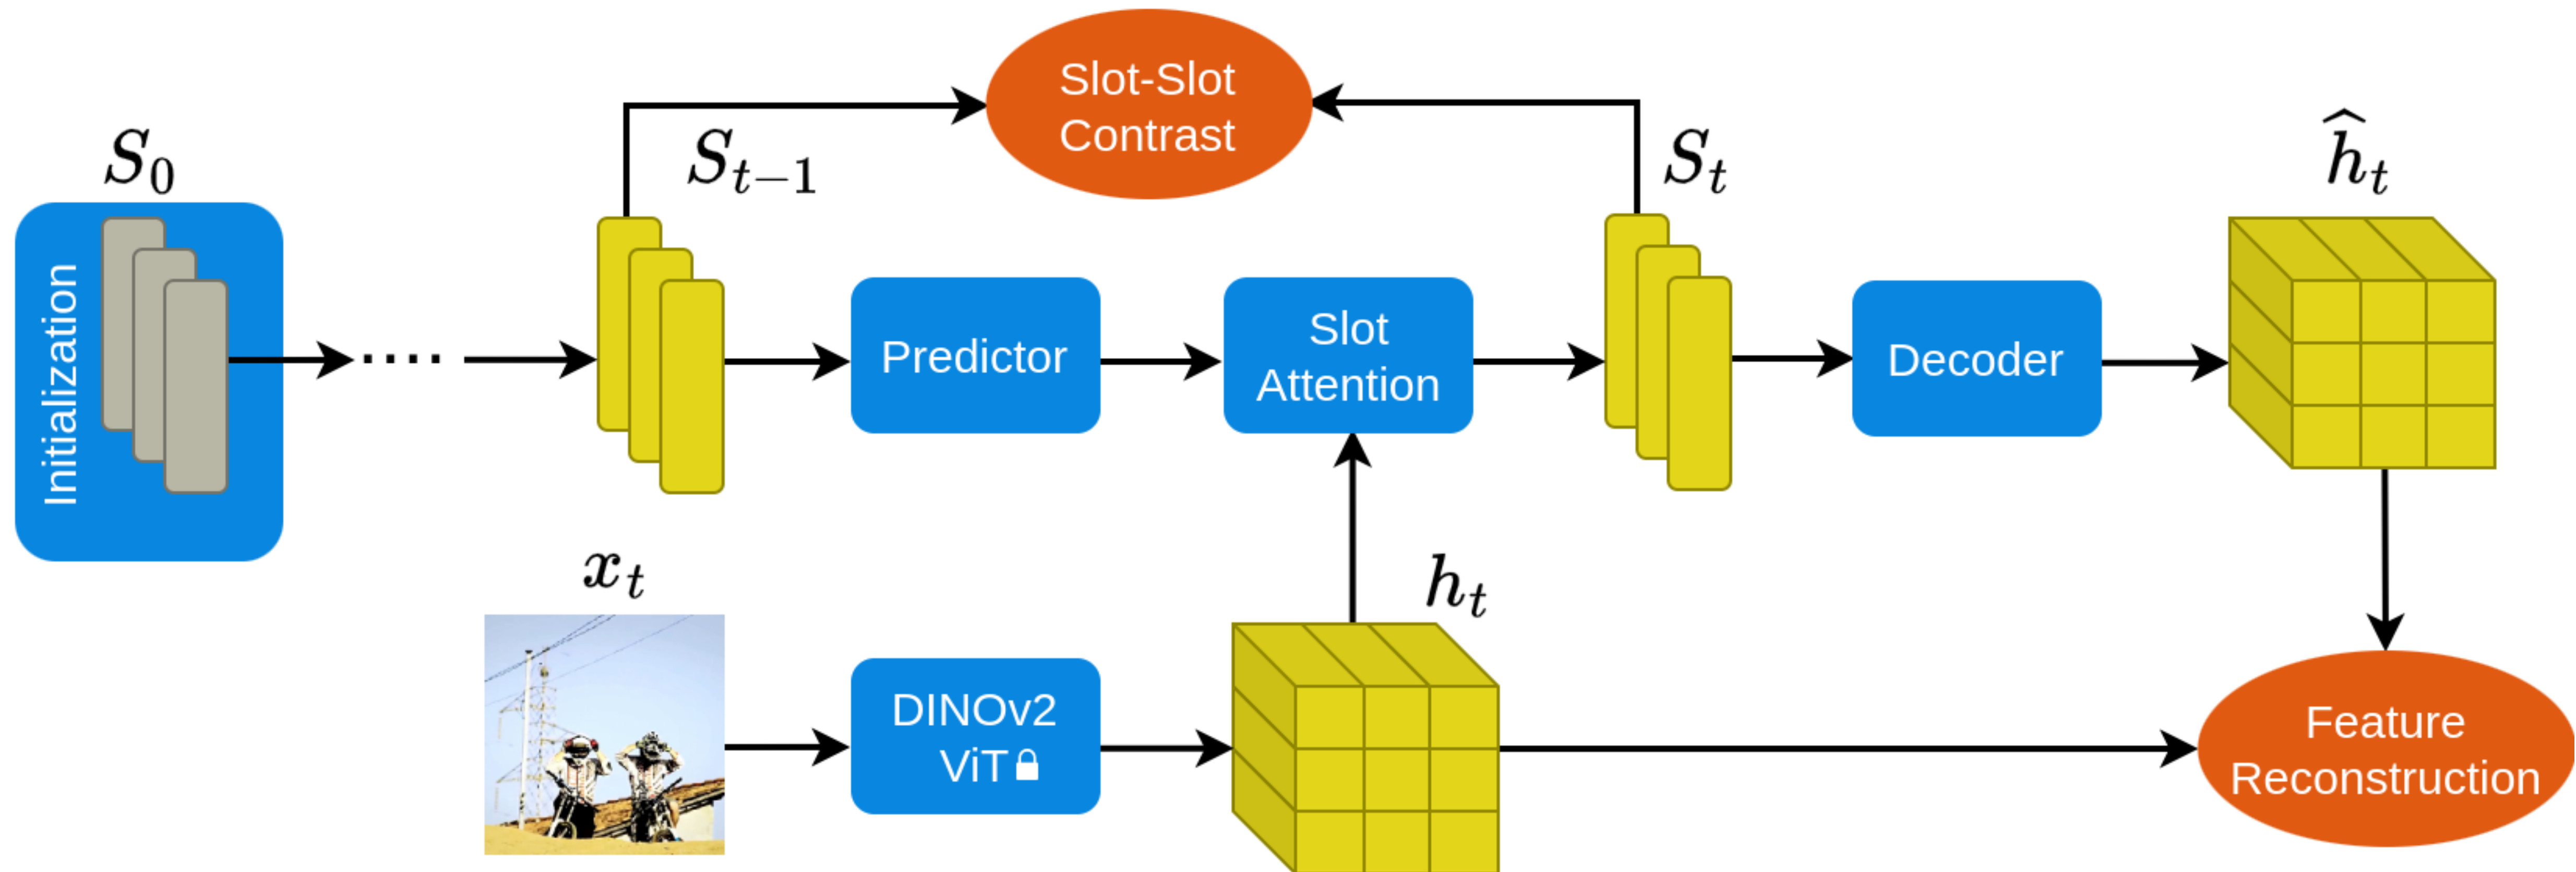 Slot-Slot
Contrast
S₀
Sₜ₋₁
Sₜ
ĥₜ
Initialization
....
Predictor
Slot
Attention
Decoder
xₜ
hₜ
DINOv2
ViT
Feature
Reconstruction